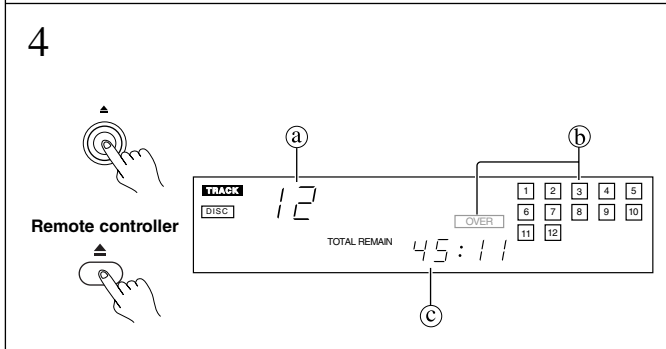 4
ⓐ
ⓑ
TRACK
12
1 2 3 4 5
DISC
OVER
6 7 8 9 10
Remote controller
TOTAL REMAIN
45:11
11 12
ⓒ